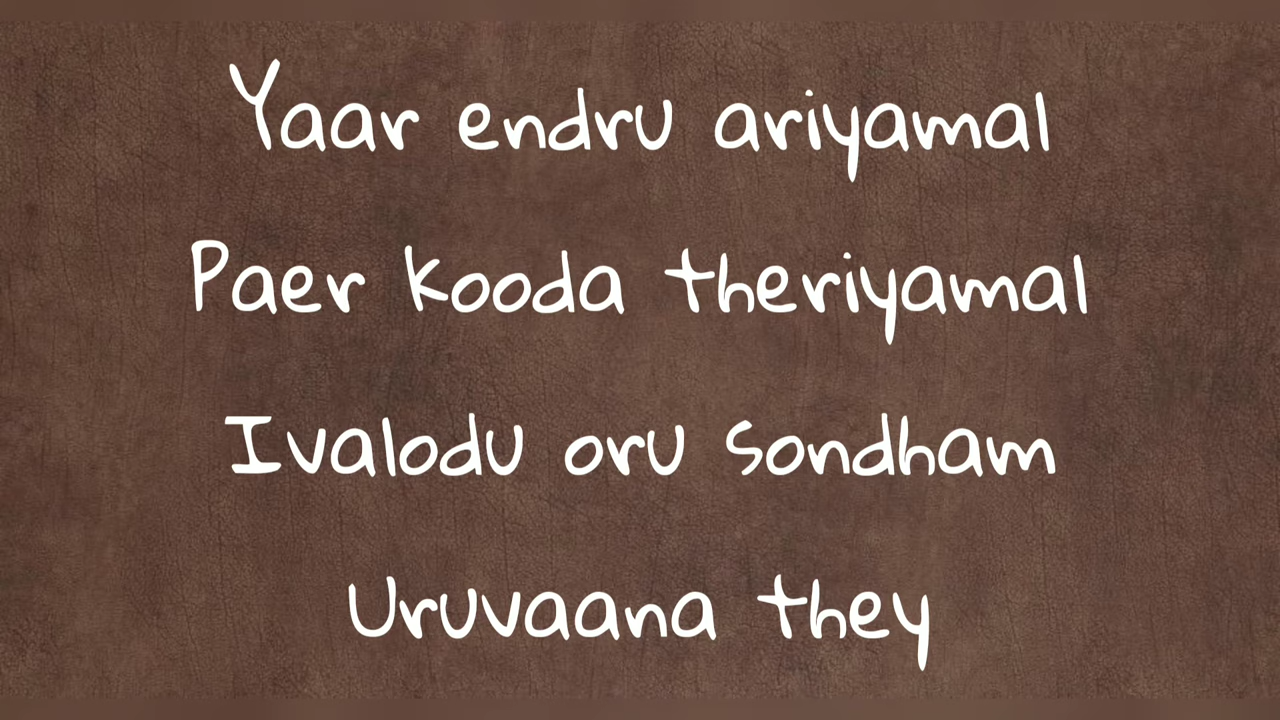 Yaar endru ariyamal
Paer kooda theriyamal
Ivalodu oru sondham
Uruvaana they